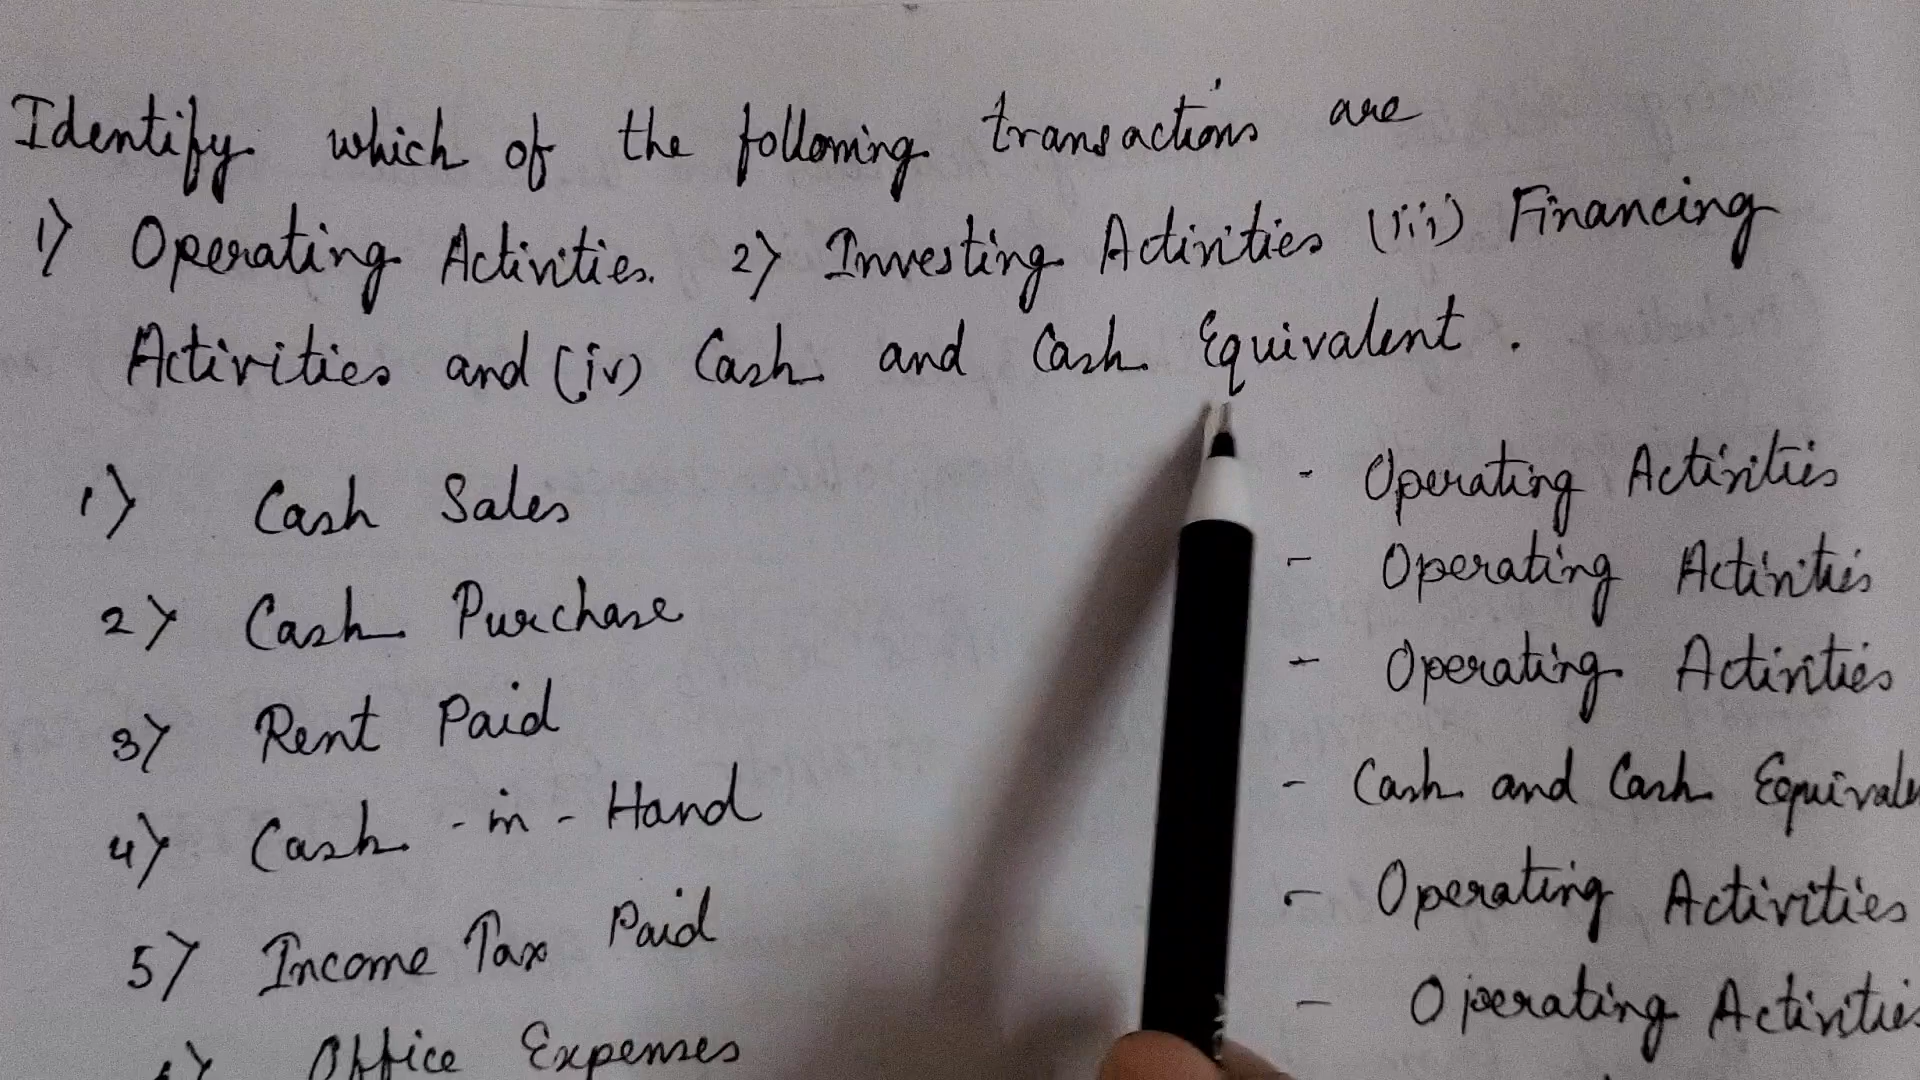 Identify which of the following transactions are
1) Operating Activities. 2) Investing Activities (iii) Financing
Activities and (iv) Cash and Cash Equivalent.
1) Cash Sales - Operating Activities
2) Cash Purchase - Operating Activities
3) Rent Paid - Operating Activities
4) Cash-in-Hand - Cash and Cash Equivale
5) Income Tax Paid - Operating Activities
Office Expenses - Operating Activities